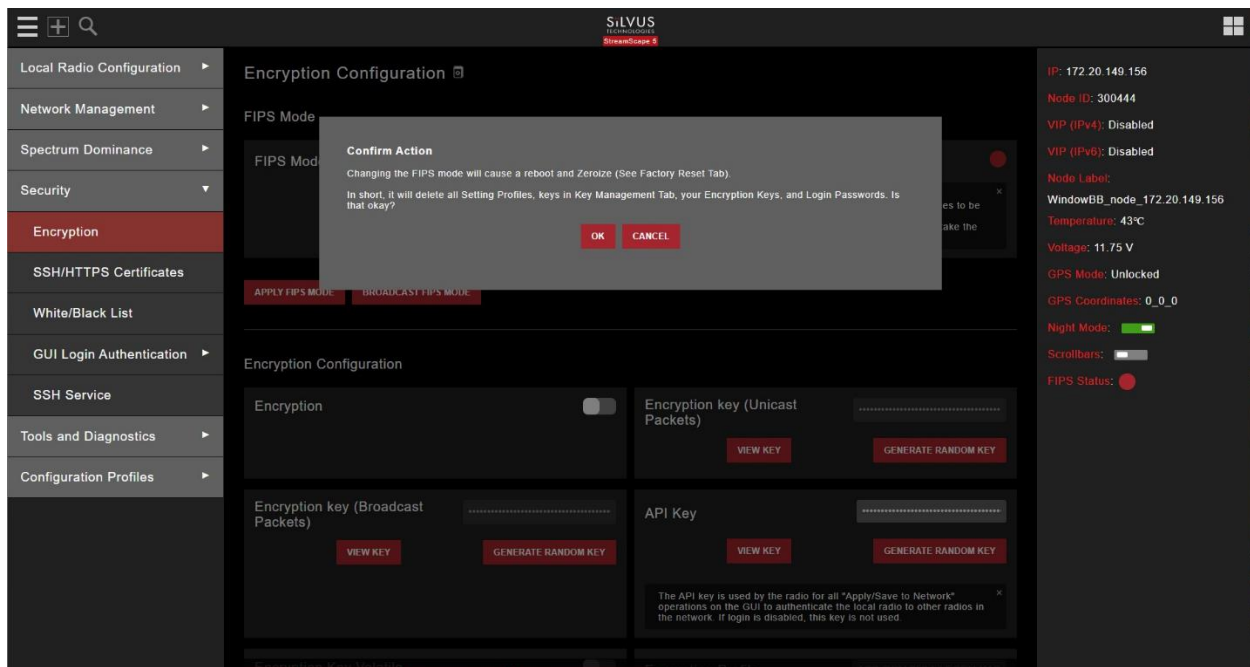 SiLVUS
TECHNOLOGIES
StreamScape 5
Local Radio Configuration
Network Management
Spectrum Dominance
Security
Encryption
SSH/HTTPS Certificates
White/Black List
GUI Login Authentication
SSH Service
Tools and Diagnostics
Configuration Profiles
Encryption Configuration
FIPS Mode
FIPS Mod
Confirm Action
Changing the FIPS mode will cause a reboot and Zeroize (See Factory Reset Tab).
In short, it will delete all Setting Profiles, keys in Key Management Tab, your Encryption Keys, and Login Passwords. Is
that okay?
OK CANCEL
es to be
ake the
APPLY FIPS MODE BROADCAST FIPS MODE
Encryption Configuration
Encryption
Encryption key (Unicast
Packets)
VIEW KEY GENERATE RANDOM KEY
Encryption key (Broadcast
Packets)
VIEW KEY GENERATE RANDOM KEY
API Key
VIEW KEY GENERATE RANDOM KEY
The API key is used by the radio for all "Apply/Save to Network"
operations on the GUI to authenticate the local radio to other radios in
the network. If login is disabled, this key is not used.
IP: 172.20.149.156
Node ID: 300444
VIP (IPv4): Disabled
VIP (IPv6): Disabled
Node Label:
WindowBB_node_172.20.149.156
Temperature: 43°C
Voltage: 11.75 V
GPS Mode: Unlocked
GPS Coordinates: 0_0_0
Night Mode:
Scrollbars:
FIPS Status: